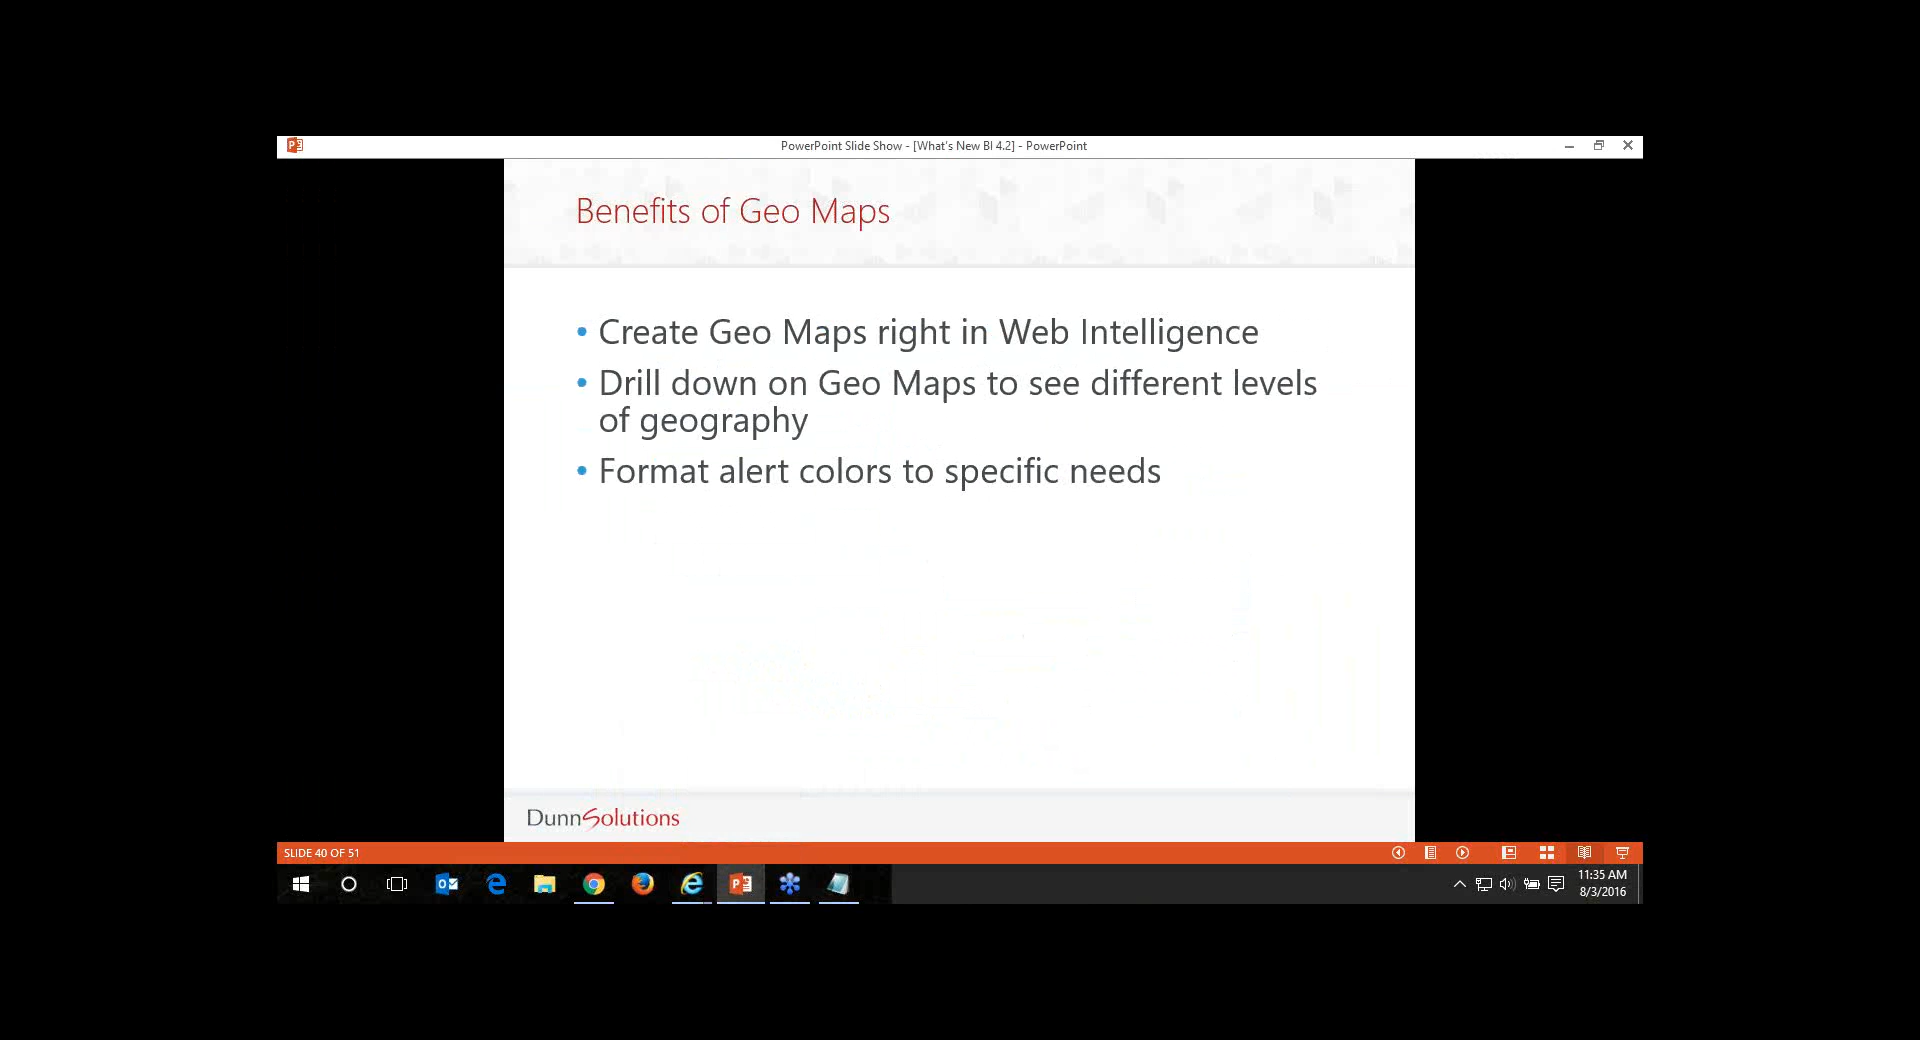 PowerPoint Slide Show - [What's New BI 4.2] - PowerPoint
Benefits of Geo Maps
• Create Geo Maps right in Web Intelligence
• Drill down on Geo Maps to see different levels
of geography
• Format alert colors to specific needs
DunnSolutions
SLIDE 40 OF 51
11:35 AM
8/3/2016